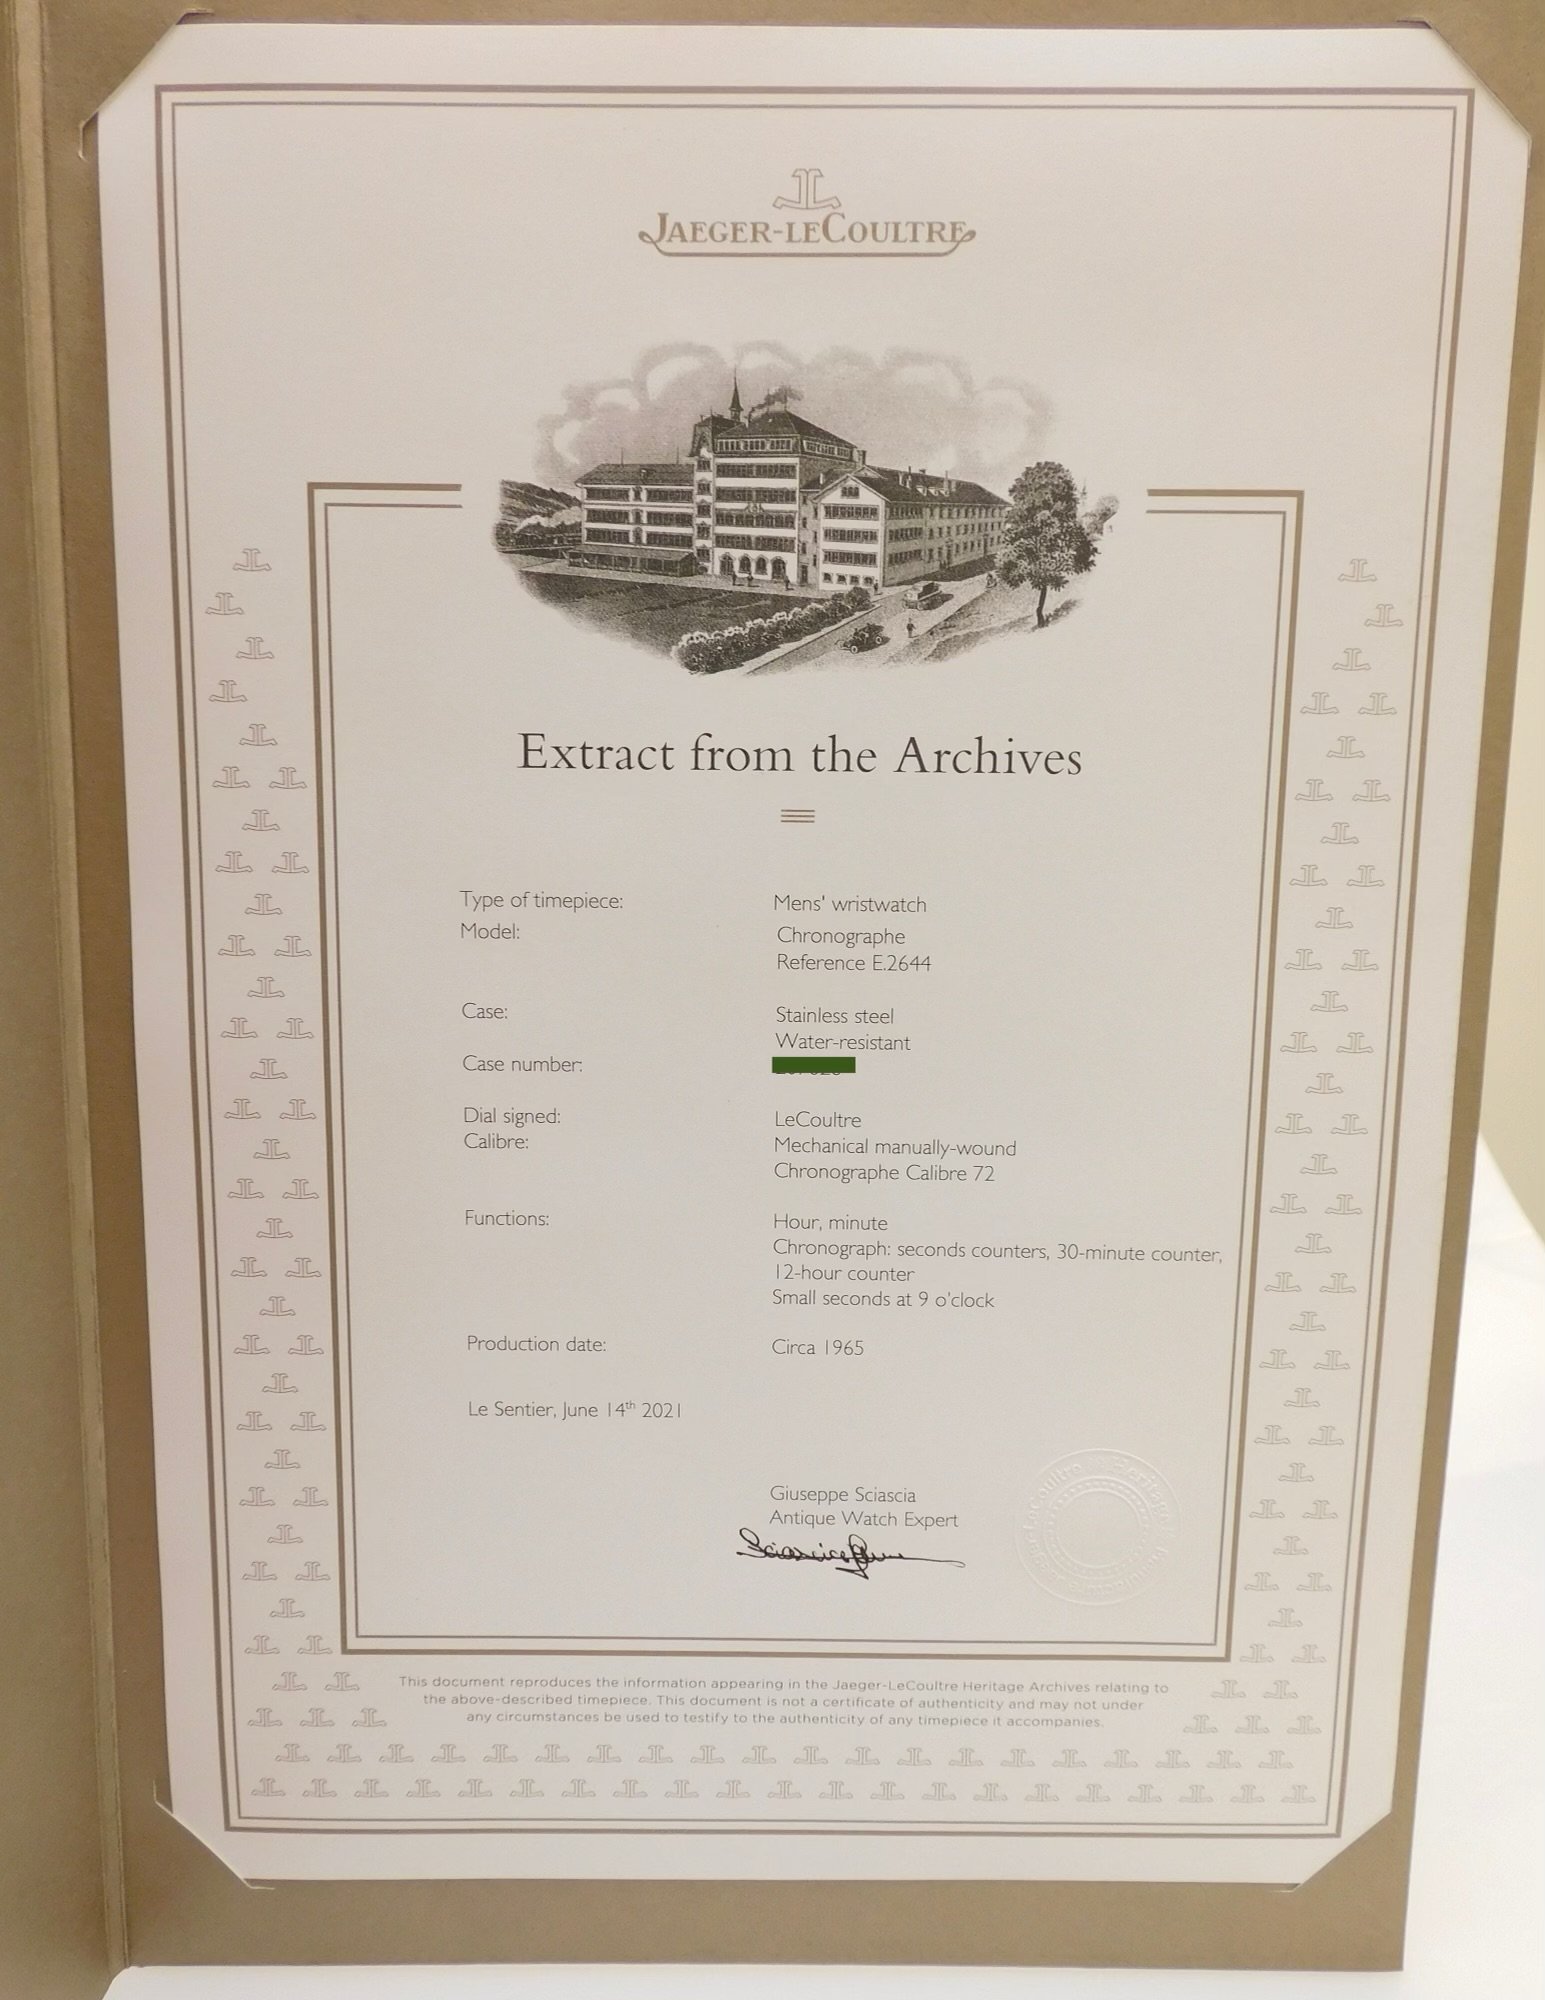 JAEGER-LECOULTRE
Extract from the Archives
Type of timepiece: Mens' wristwatch
Model: Chronographe
Reference E.2644
Case: Stainless steel
Water-resistant
Case number:
Dial signed: LeCoultre
Calibre: Mechanical manually-wound
Chronographe Calibre 72
Functions: Hour, minute
Chronograph: seconds counters, 30-minute counter,
12-hour counter
Small seconds at 9 o'clock
Production date: Circa 1965
Le Sentier, June 14th 2021
Giuseppe Sciascia
Antique Watch Expert
This document reproduces the information appearing in the Jaeger-LeCoultre Heritage Archives relating to
the above-described timepiece. This document is not a certificate of authenticity and may not under
any circumstances be used to testify to the authenticity of any timepiece it accompanies.